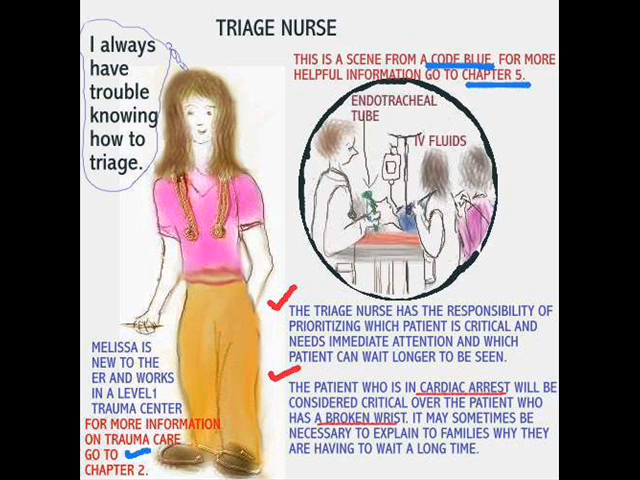 TRIAGE NURSE
I always
have
trouble
knowing
how to
triage.
THIS IS A SCENE FROM A CODE BLUE. FOR MORE
HELPFUL INFORMATION GO TO CHAPTER 5.
ENDOTRACHEAL
TUBE
IV FLUIDS
THE TRIAGE NURSE HAS THE RESPONSIBILITY OF
PRIORITIZING WHICH PATIENT IS CRITICAL AND
NEEDS IMMEDIATE ATTENTION AND WHICH
PATIENT CAN WAIT LONGER TO BE SEEN.
THE PATIENT WHO IS IN CARDIAC ARREST WILL BE
CONSIDERED CRITICAL OVER THE PATIENT WHO
HAS A BROKEN WRIST. IT MAY SOMETIMES BE
NECESSARY TO EXPLAIN TO FAMILIES WHY THEY
ARE HAVING TO WAIT A LONG TIME.
MELISSA IS
NEW TO THE
ER AND WORKS
IN A LEVEL1
TRAUMA CENTER
FOR MORE INFORMATION
ON TRAUMA CARE
GO TO
CHAPTER 2.